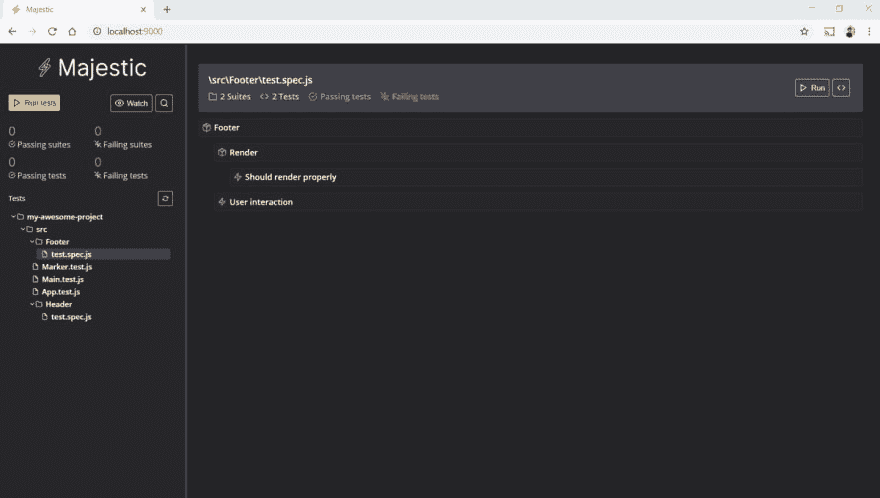 Majestic
localhost:9000
Majestic
Run tests
Watch
0 0
Passing suites Failing suites
0 0
Passing tests Failing tests
Tests
my-awesome-project
src
Footer
test.spec.js
Marker.test.js
Main.test.js
App.test.js
Header
test.spec.js
\src\Footer\test.spec.js
2 Suites 2 Tests Passing tests Failing tests
Run
Footer
Render
Should render properly
User interaction